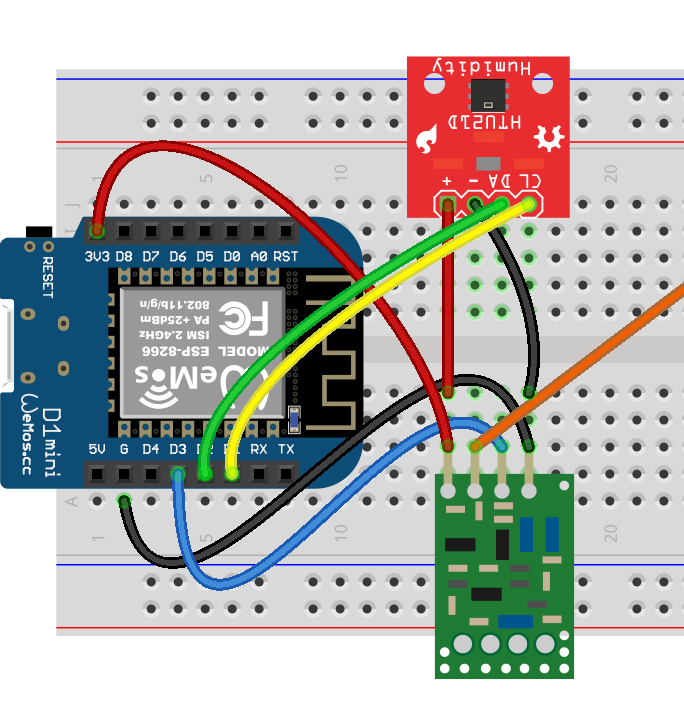 Humidity
HTU21D
+ - DA CL
1 5 10 20
J
I
RESET
3V3 D8 D7 D6 D5 D0 A0 RST
802.11b/g/n
PA +25dBm
ISM 2.4GHz
MODEL ESP-8266
FC
WeMos
D1 mini
WeMos.cc
5V G D4 D3 RX TX
A
1 5 10 20